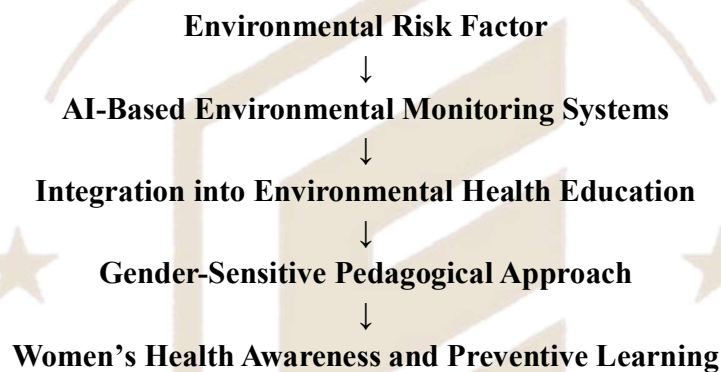 Environmental Risk Factor
↓
AI-Based Environmental Monitoring Systems
↓
Integration into Environmental Health Education
↓
Gender-Sensitive Pedagogical Approach
↓
Women’s Health Awareness and Preventive Learning